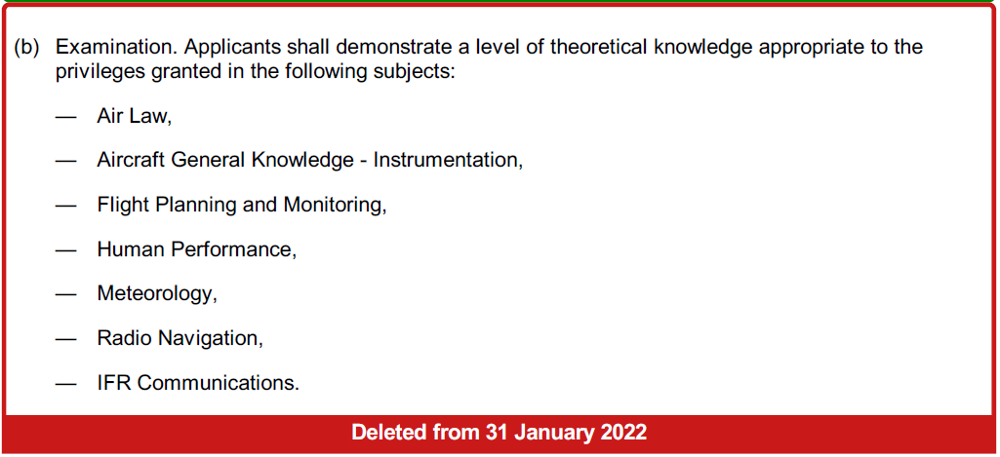 (b) Examination. Applicants shall demonstrate a level of theoretical knowledge appropriate to the
privileges granted in the following subjects:
— Air Law,
— Aircraft General Knowledge - Instrumentation,
— Flight Planning and Monitoring,
— Human Performance,
— Meteorology,
— Radio Navigation,
— IFR Communications.
Deleted from 31 January 2022